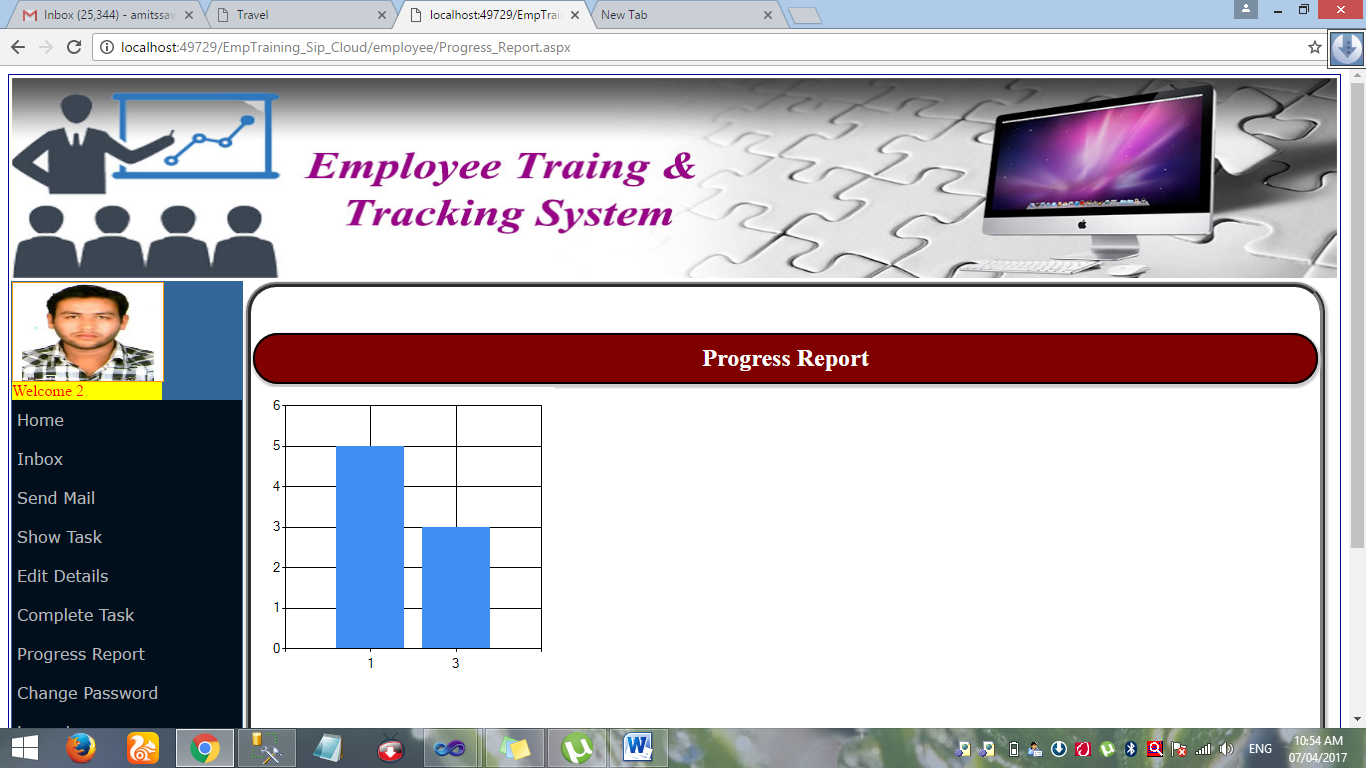 Inbox (25,344) - amitssav
Travel
localhost:49729/EmpTrai
New Tab
localhost:49729/EmpTraining_Sip_Cloud/employee/Progress_Report.aspx
Employee Traing &
Tracking System
Welcome 2
Home
Inbox
Send Mail
Show Task
Edit Details
Complete Task
Progress Report
Change Password
Progress Report
6
5
4
3
2
1
0
1 3
ENG
10:54 AM
07/04/2017